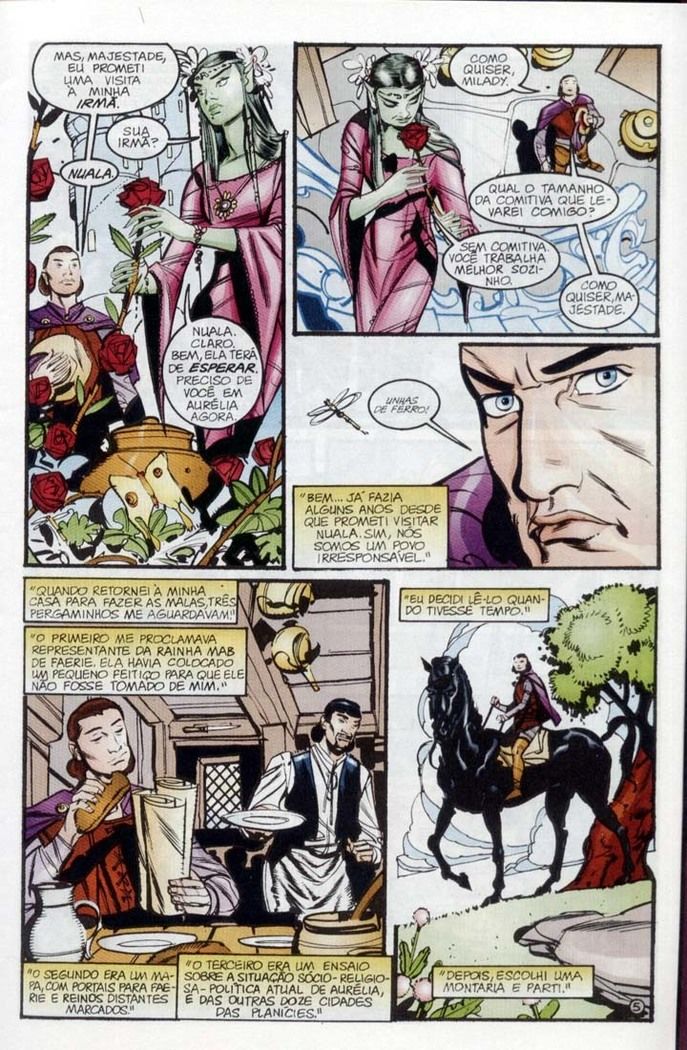 MAS, MAJESTADE,
EU PROMETI
UMA VISITA
À MINHA
IRMÃ.
SUA
IRMÃ?
NUALA.
NUALA.
CLARO.
BEM, ELA TERÁ
DE ESPERAR.
PRECISO DE
VOCÊ EM
AURÉLIA
AGORA.
COMO
QUISER,
MILADY.
QUAL O TAMANHO
DA COMITIVA QUE LE-
VAREI COMIGO?
SEM COMITIVA.
VOCÊ TRABALHA
MELHOR SOZI-
NHO.
COMO
QUISER, MA-
JESTADE.
UNHAS
DE FERRO!
"BEM... JÁ FAZIA
ALGUNS ANOS DESDE
QUE PROMETI VISITAR
NUALA. SIM, NÓS
SOMOS UM POVO
IRRESPONSÁVEL."
"QUANDO RETORNEI À MINHA
CASA PARA FAZER AS MALAS, TRÊS
PERGAMINHOS ME AGUARDAVAM."
"O PRIMEIRO ME PROCLAMAVA
REPRESENTANTE DA RAINHA MAB
DE FAERIE. ELA HAVIA COLOCADO
UM PEQUENO FEITIÇO PARA QUE ELE
NÃO FOSSE TOMADO DE MIM."
"O SEGUNDO ERA UM MA-
PA, COM PORTAIS PARA FAE-
RIE E REINOS DISTANTES
MARCADOS."
"O TERCEIRO ERA UM ENSAIO
SOBRE A SITUAÇÃO SÓCIO-RELIGIO-
SA-POLÍTICA ATUAL DE AURÉLIA,
E DAS OUTRAS DOZE CIDADES
DAS PLANÍCIES."
"EU DECIDI LÊ-LO QUAN-
DO TIVESSE TEMPO."
"DEPOIS, ESCOLHI UMA
MONTARIA E PARTI."
5